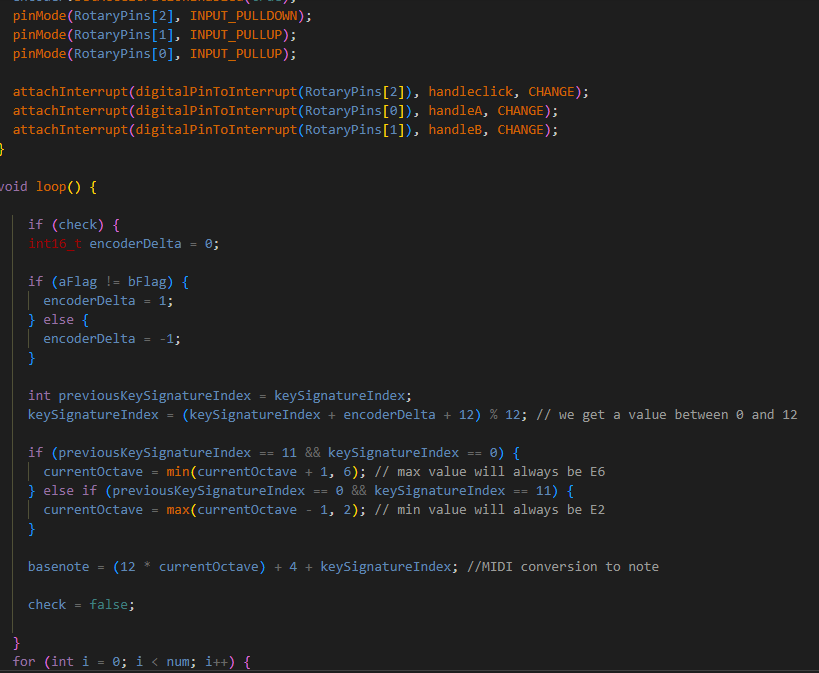 pinMode(RotaryPins[2], INPUT_PULLDOWN);
pinMode(RotaryPins[1], INPUT_PULLUP);
pinMode(RotaryPins[0], INPUT_PULLUP);
attachInterrupt(digitalPinToInterrupt(RotaryPins[2]), handleclick, CHANGE);
attachInterrupt(digitalPinToInterrupt(RotaryPins[0]), handleA, CHANGE);
attachInterrupt(digitalPinToInterrupt(RotaryPins[1]), handleB, CHANGE);
}
void loop() {
if (check) {
int16_t encoderDelta = 0;
if (aFlag != bFlag) {
encoderDelta = 1;
} else {
encoderDelta = -1;
}
int previousKeySignatureIndex = keySignatureIndex;
keySignatureIndex = (keySignatureIndex + encoderDelta + 12) % 12; // we get a value between 0 and 12
if (previousKeySignatureIndex == 11 && keySignatureIndex == 0) {
currentOctave = min(currentOctave + 1, 6); // max value will always be E6
} else if (previousKeySignatureIndex == 0 && keySignatureIndex == 11) {
currentOctave = max(currentOctave - 1, 2); // min value will always be E2
}
basenote = (12 * currentOctave) + 4 + keySignatureIndex; //MIDI conversion to note
check = false;
}
for (int i = 0; i < num; i++) {